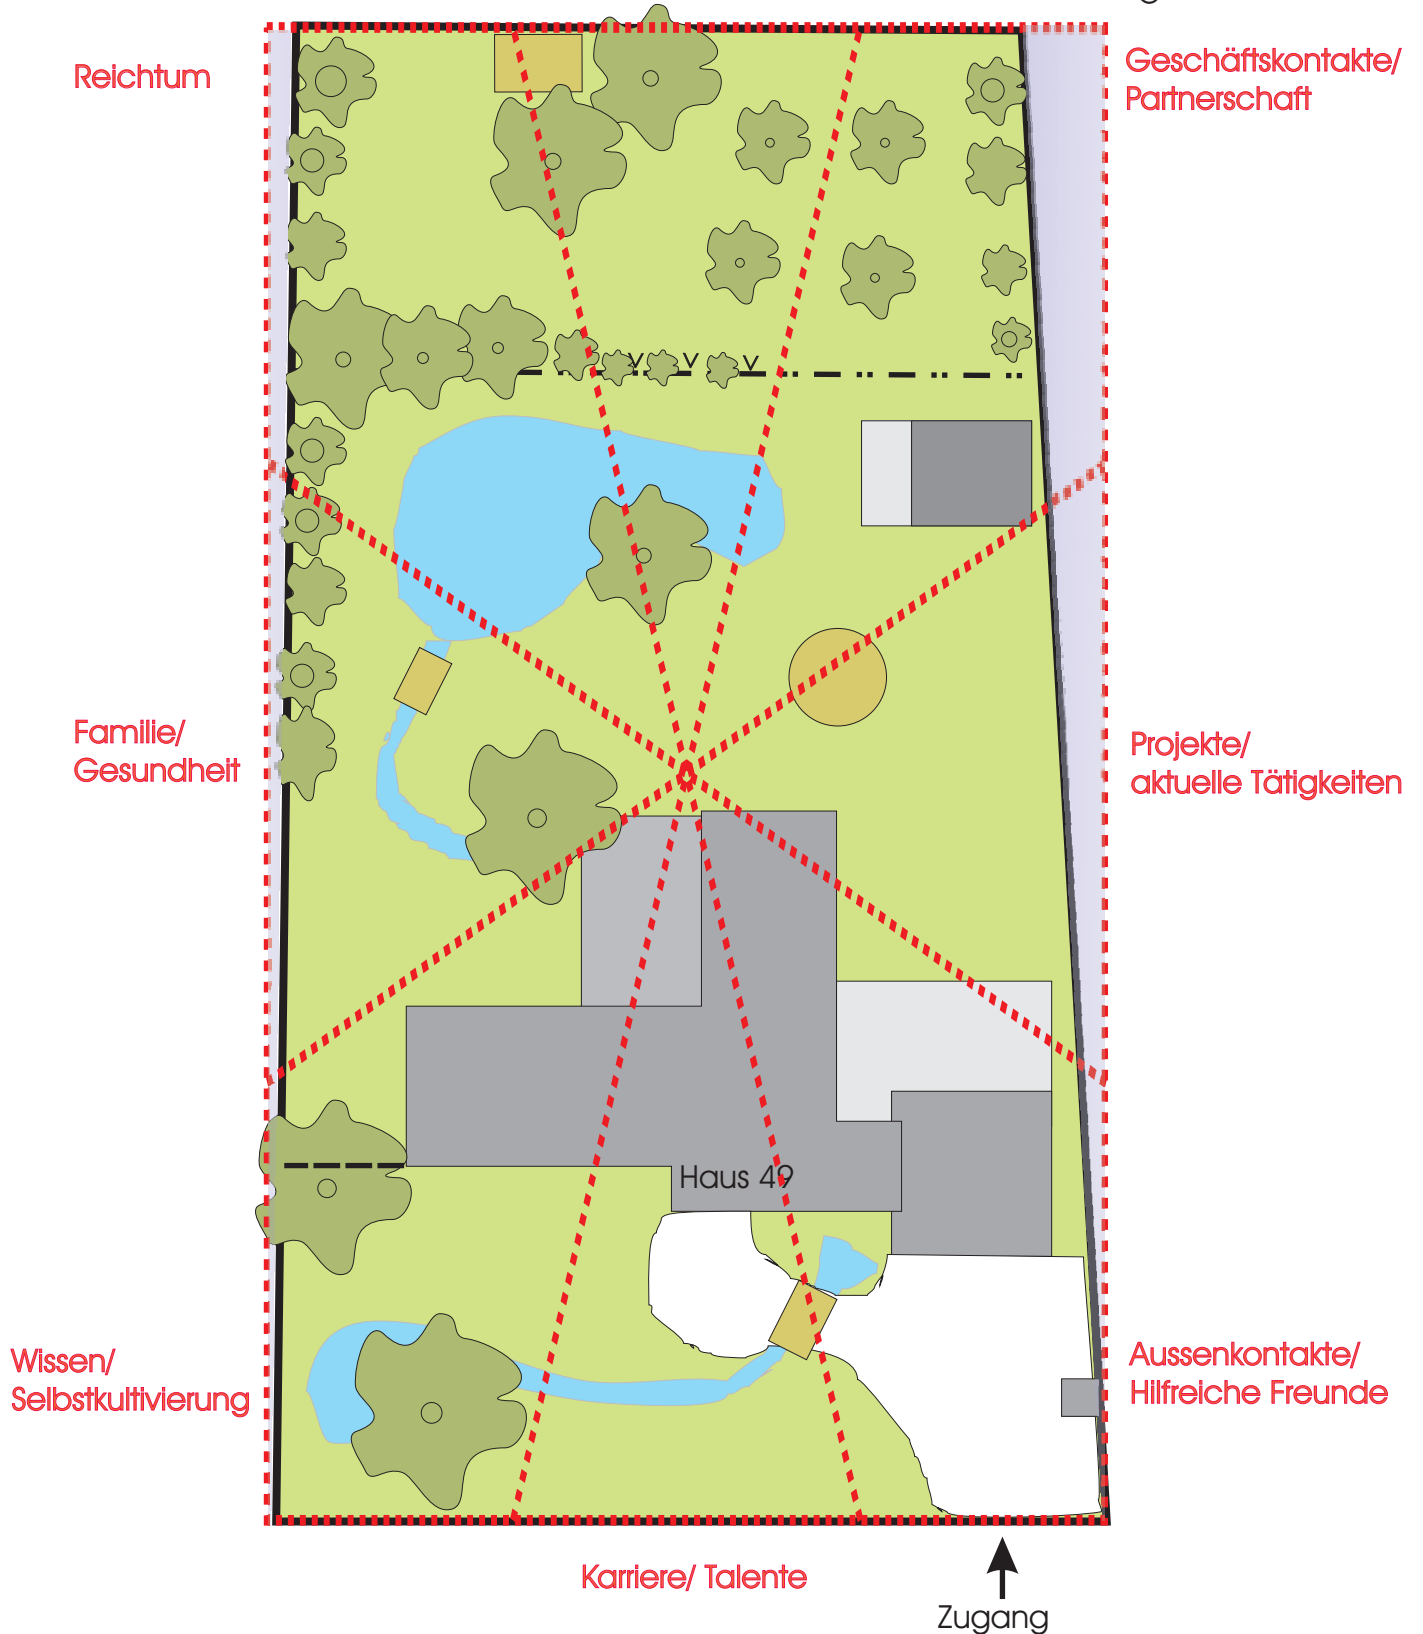 Reichtum
Geschäftskontakte/
Partnerschaft
Familie/
Gesundheit
Projekte/
aktuelle Tätigkeiten
Haus 49
Wissen/
Selbstkultivierung
Aussenkontakte/
Hilfreiche Freunde
Karriere/ Talente
Zugang